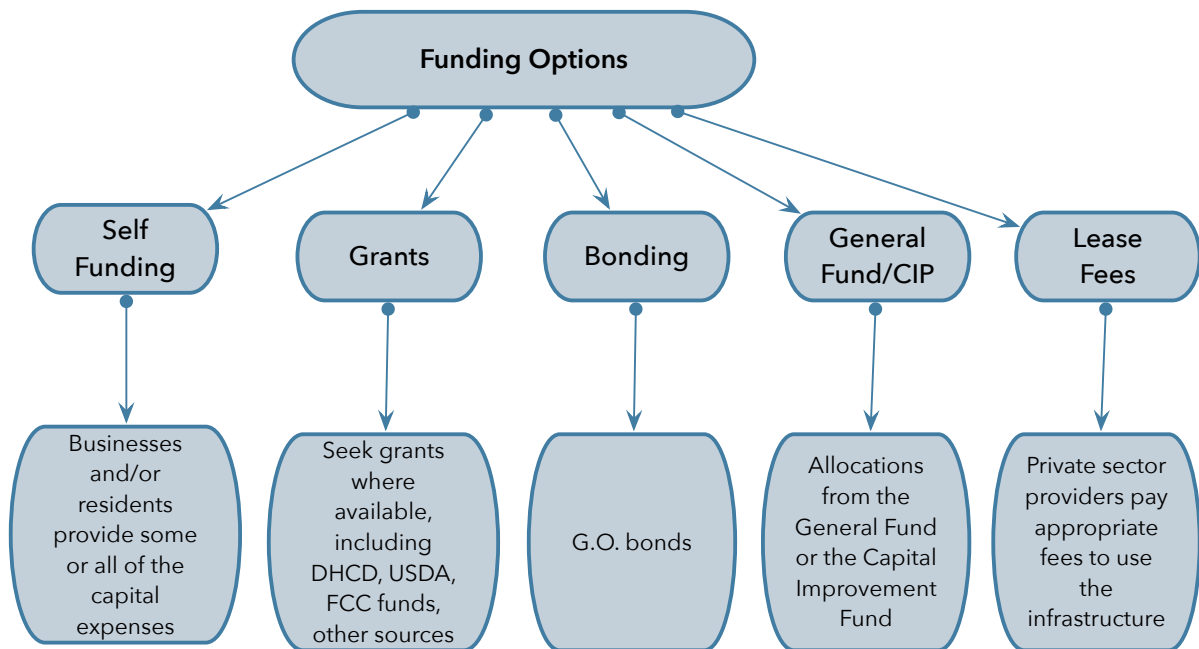 Funding Options
Self
Funding
Grants
Bonding
General
Fund/CIP
Lease
Fees
Businesses
and/or
residents
provide some
or all of the
capital
expenses
Seek grants
where
available,
including
DHCD, USDA,
FCC funds,
other sources
G.O. bonds
Allocations
from the
General Fund
or the Capital
Improvement
Fund
Private sector
providers pay
appropriate
fees to use
the
infrastructure